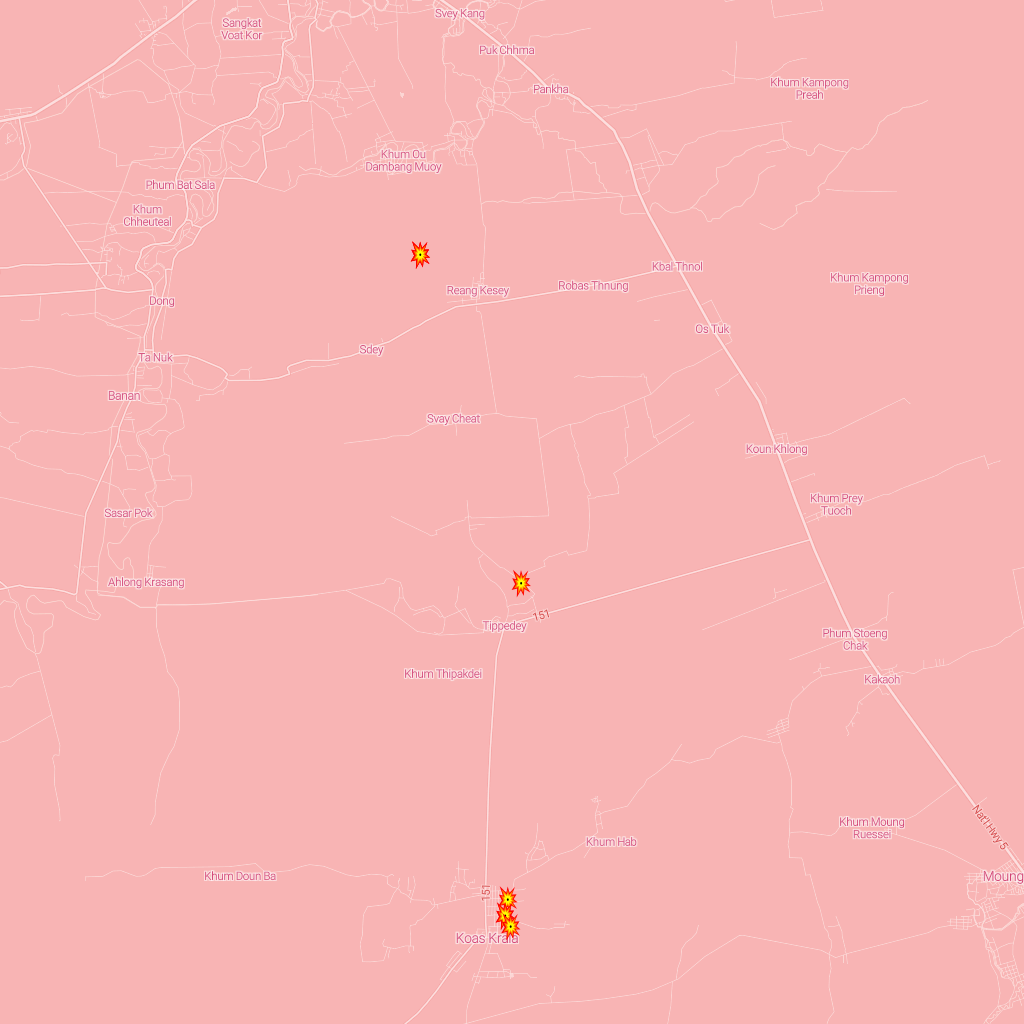 Svey Kang
Sangkat
Voat Kor
Puk Chhma
Pankha
Khum Kampong
Preah
Khum Ou
Dambang Muoy
Phum Bat Sala
Khum
Chheuteal
Kbal Thnol
Khum Kampong
Prieng
Reang Kesey
Robas Thnung
Dong
Os Tuk
Ta Nuk
Sdey
Banan
Svay Cheat
Koun Khlong
Khum Prey
Tuoch
Sasar Pok
Ahlong Krasang
151
Tippedey
Phum Stoeng
Chak
Khum Thipakdei
Kakaoh
Nat'l Hwy 5
Khum Moung
Ruessei
Khum Hab
Khum Doun Ba
Moung
151
Koas Krala